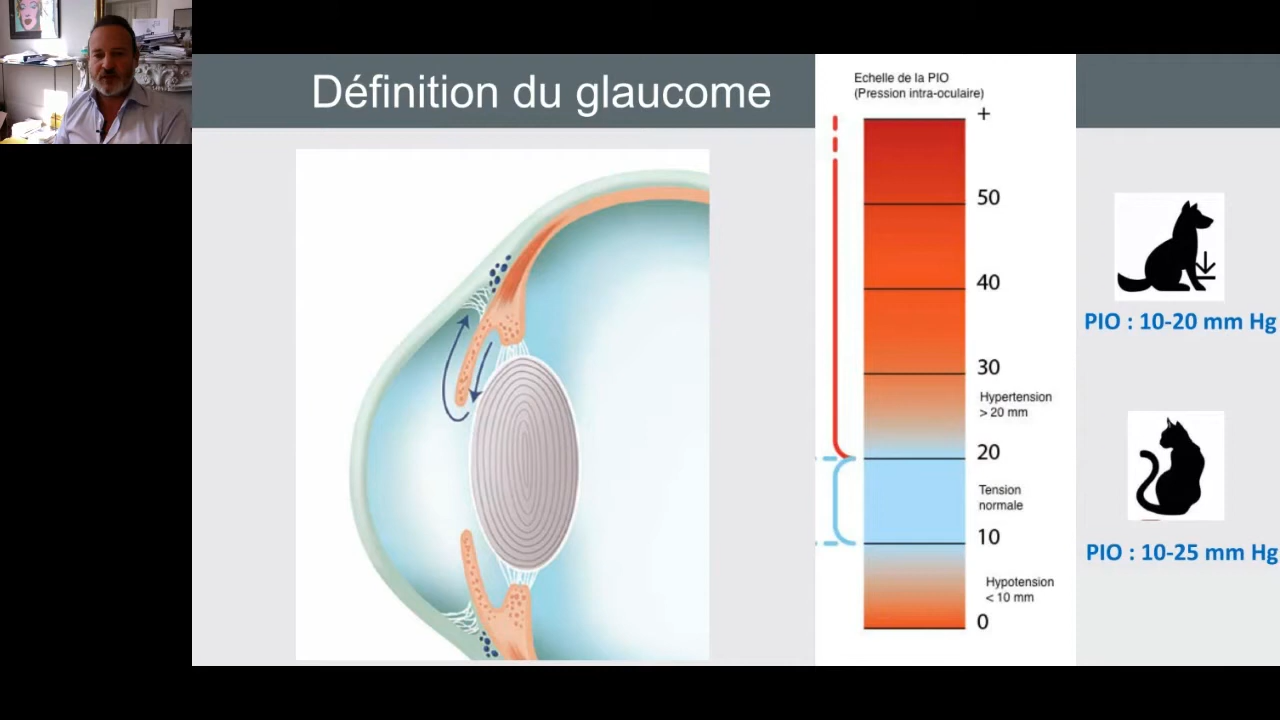 Définition du glaucome
Echelle de la PIO
(Pression intra-oculaire)
+
50
40
30
Hypertension
> 20 mm
20
Tension
normale
10
Hypotension
< 10 mm
0
PIO : 10-20 mm Hg
PIO : 10-25 mm Hg